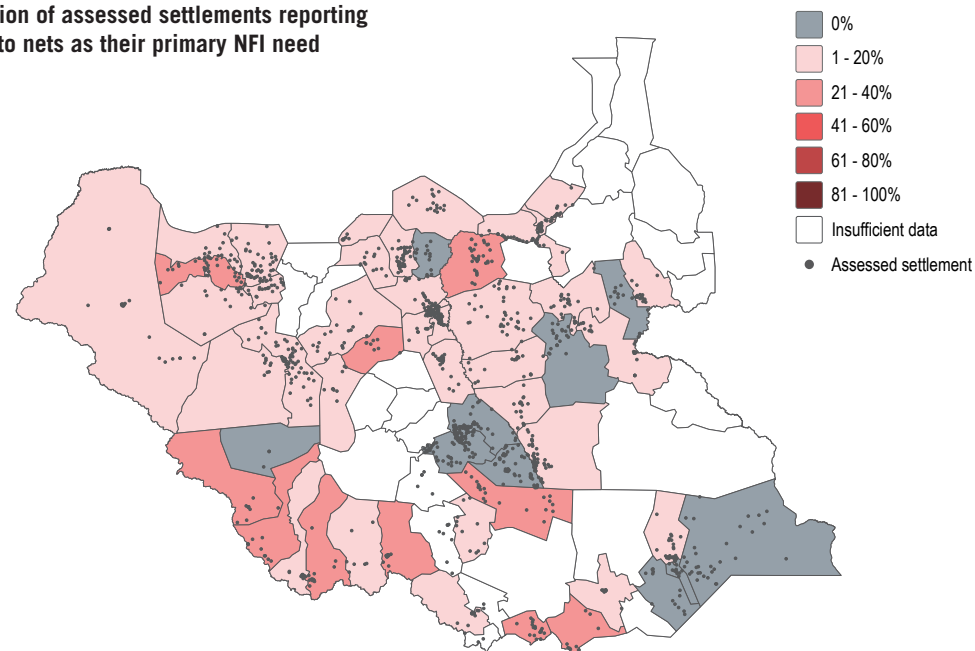 of assessed settlements reporting
to nets as their primary NFI need
0%
1 - 20%
21 - 40%
41 - 60%
61 - 80%
81 - 100%
Insufficient data
Assessed settlement